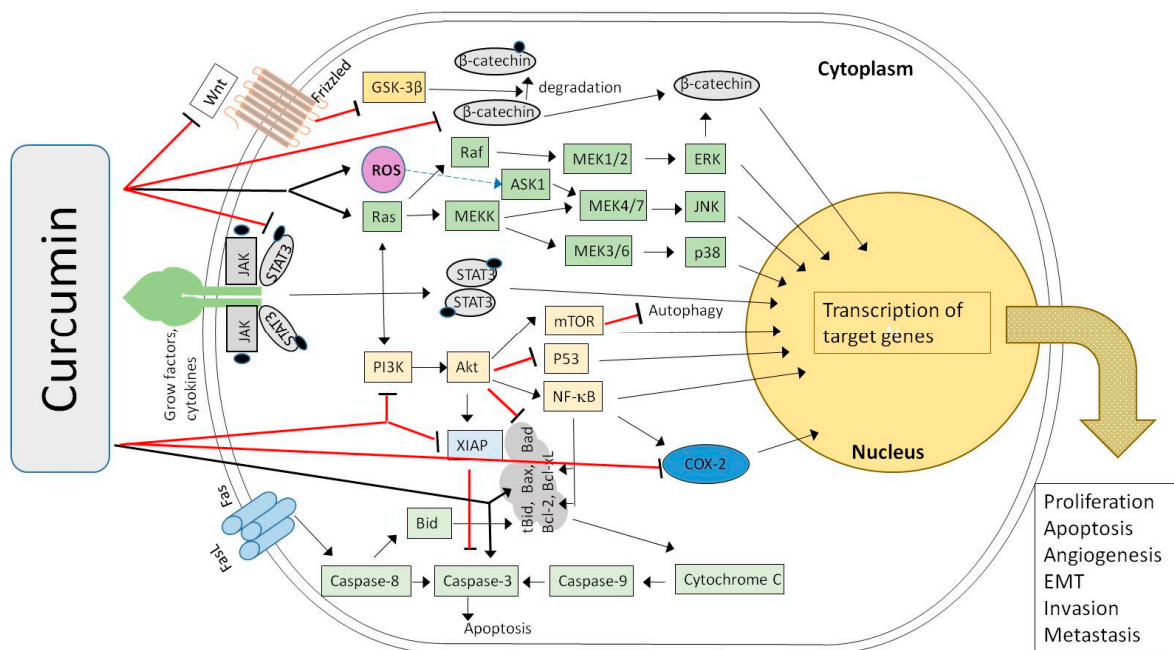 Curcumin
Wnt
Frizzled
GSK-3β
β-catechin
degradation
β-catechin
β-catechin
Cytoplasm
ROS
Raf
MEK1/2
ERK
ASK1
Ras
MEKK
MEK4/7
JNK
MEK3/6
p38
JAK
STAT3
JAK
STAT3
STAT3
STAT3
Grow factors,
cytokines
mTOR
Autophagy
PI3K
Akt
P53
NF-κB
Transcription of
target genes
XIAP
Bad
tBid, Bax, Bcl-xL
Bcl-2,
COX-2
Nucleus
Fas
FasL
Bid
Caspase-8
Caspase-3
Caspase-9
Cytochrome C
Apoptosis
Proliferation
Apoptosis
Angiogenesis
EMT
Invasion
Metastasis